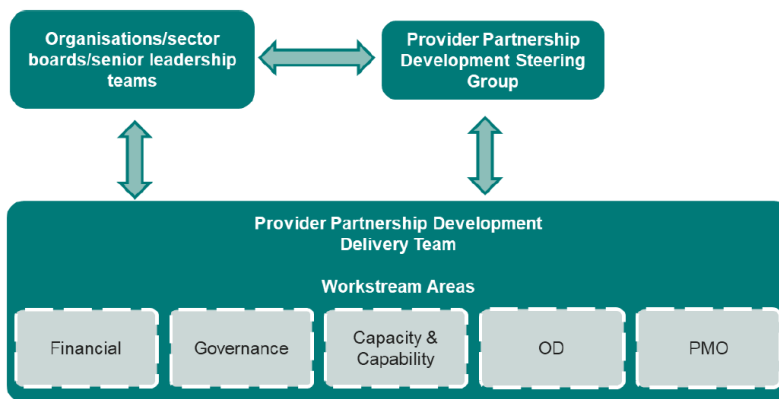 Organisations/sector
boards/senior leadership
teams
Provider Partnership
Development Steering
Group
Provider Partnership Development
Delivery Team
Workstream Areas
Financial
Governance
Capacity &
Capability
OD
PMO